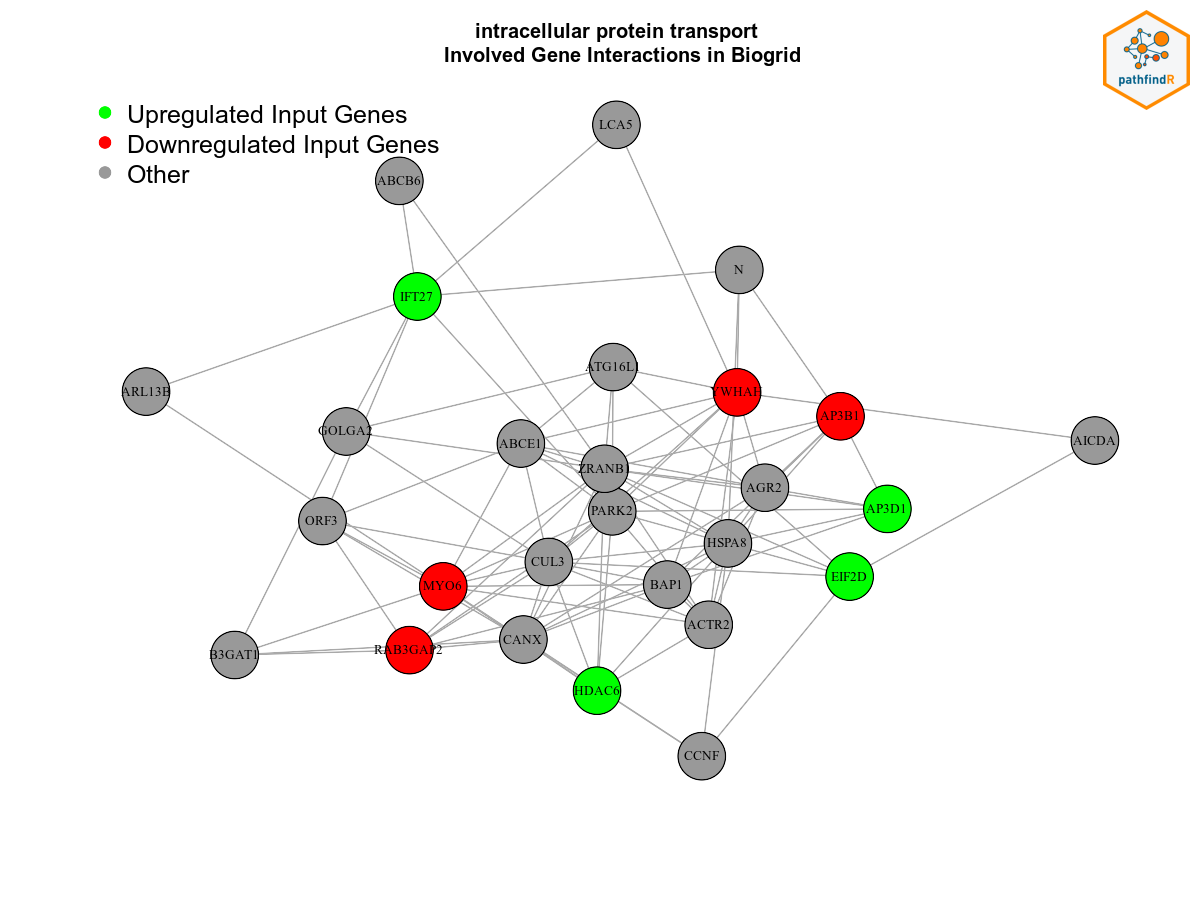 intracellular protein transport
Involved Gene Interactions in Biogrid
pathfindR
Upregulated Input Genes
Downregulated Input Genes
Other
LCA5
ABCB6
N
IFT27
ATG16L1
ARL13B
YWHAH
AP3B1
GOLGA2
ABCE1
AICDA
ZRANB1
AGR2
PARK2
AP3D1
ORF3
HSPA8
CUL3
EIF2D
MYO6
BAP1
ACTR2
CANX
RAB3GAP2
B3GAT1
HDAC6
CCNF